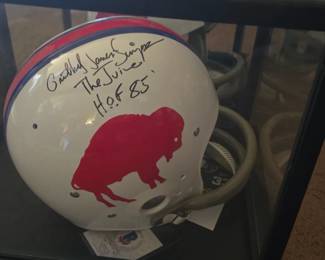 Orenthal James Simpson
"The Juice"
H.O.F 85'